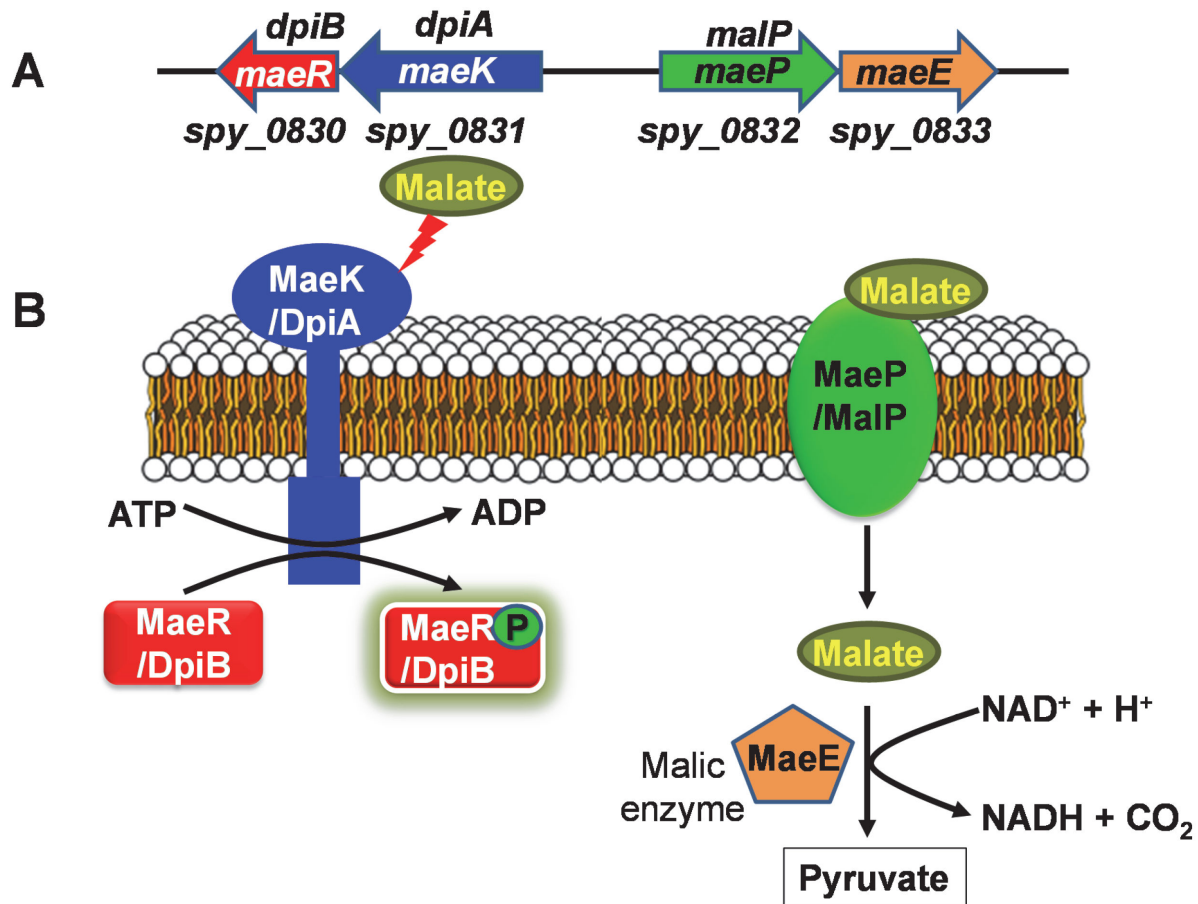 A
dpiB dpiA malP
maeR maeK maeP maeE
spy_0830 spy_0831 spy_0832 spy_0833
Malate
B
MaeK
/DpiA
Malate
MaeP
/MalP
ATP ADP
MaeR
/DpiB
MaeR P
/DpiB
Malate
NAD⁺ + H⁺
MaeE
Malic
enzyme
NADH + CO₂
Pyruvate